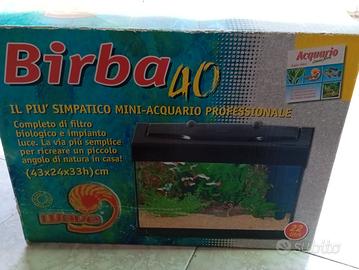 Birba 40
Acquario
IL PIU' SIMPATICO MINI-ACQUARIO PROFESSIONALE
Completo di filtro
biologico e impianto
luce. La via più semplice
per ricreare un piccolo
angolo di natura in casa!
(43x24x33h)cm
wave
22
subito